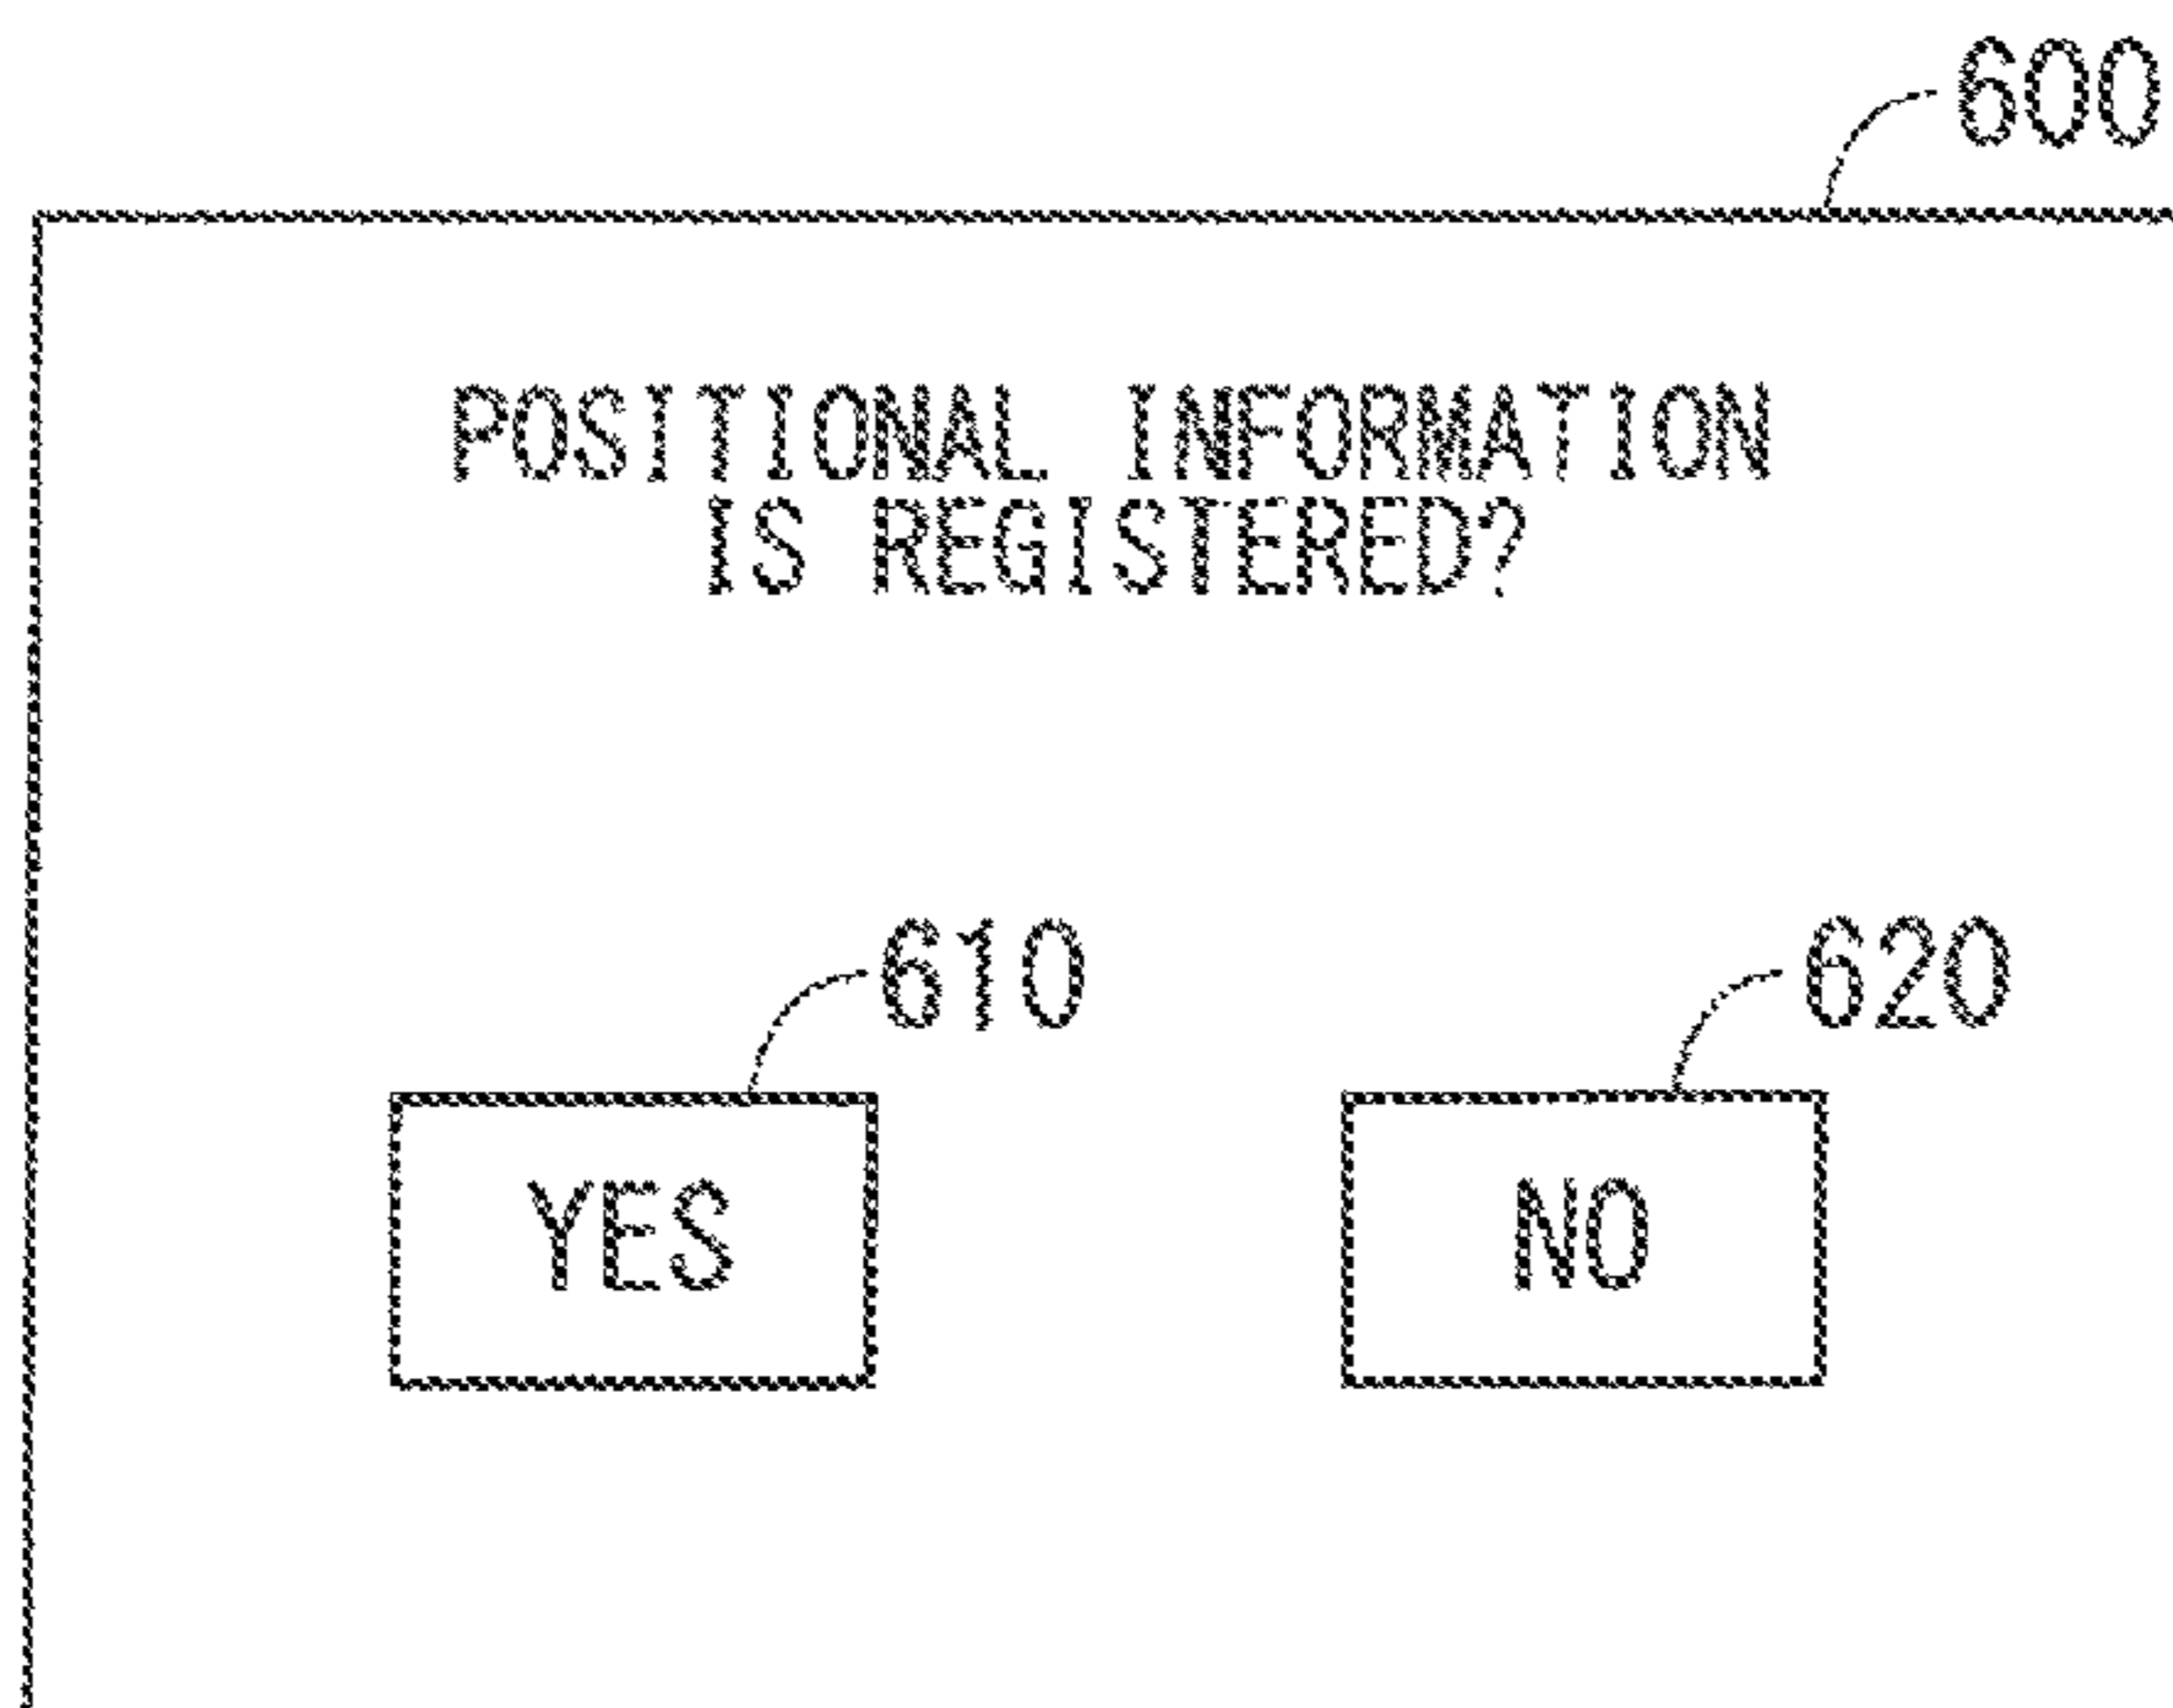 600
POSITIONAL INFORMATION
IS REGISTERED?
610
620
YES
NO